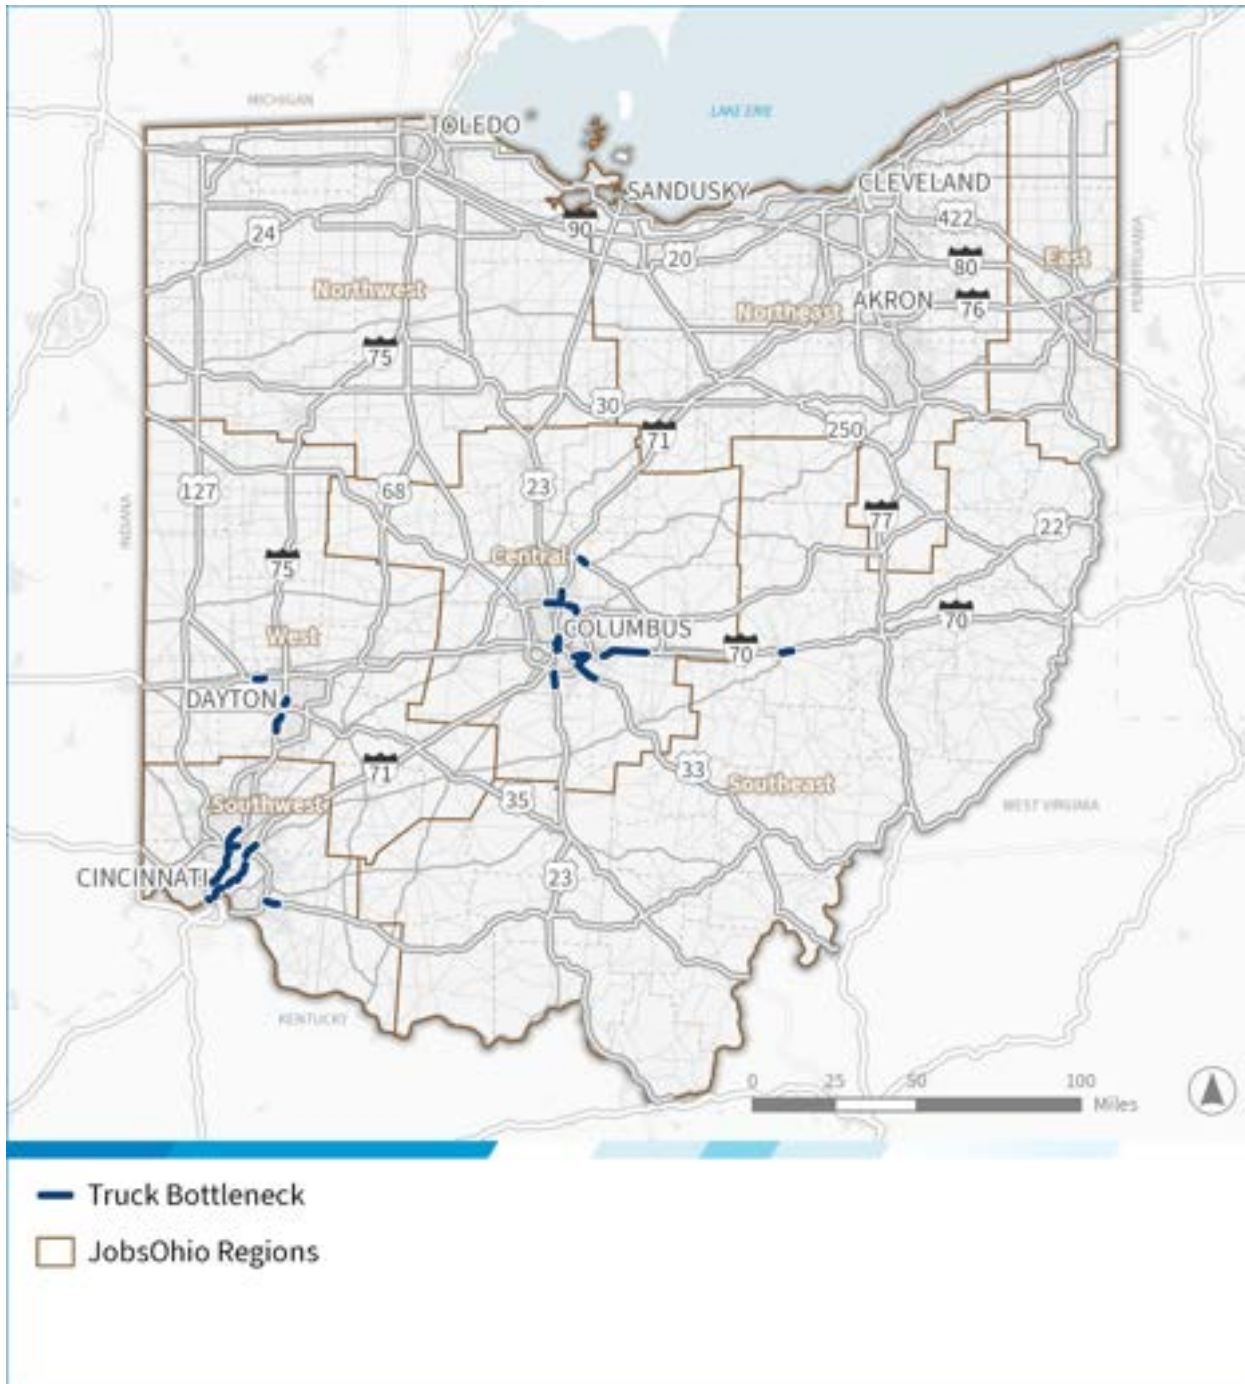 MICHIGAN
LAKE ERIE
TOLEDO
SANDUSKY
CLEVELAND
90
422
24
20
80
East
PENNSYLVANIA
Northwest
Northeast
AKRON
76
75
30
71
250
127
68
23
77
22
INDIANA
75
Central
West
COLUMBUS
70
70
DAYTON
71
33
Southeast
Southwest
35
WEST VIRGINIA
CINCINNATI
23
KENTUCKY
0 25 50 100
Miles
Truck Bottleneck
JobsOhio Regions